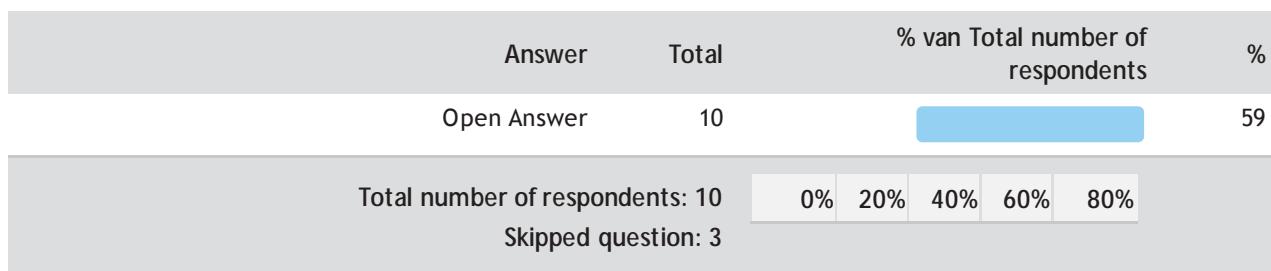 Answer Total % van Total number of respondents %
Open Answer 10 59
Total number of respondents: 10 0% 20% 40% 60% 80%
Skipped question: 3